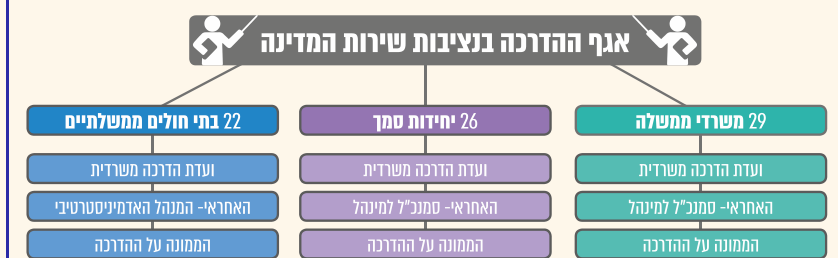 אגף ההדרכה בנציבות שירות המדינה
29 משרדי ממשלה
ועדת הדרכה משרדית
האחראי- סמנכ"ל למינהל
הממונה על ההדרכה
26 יחידות סמך
ועדת הדרכה משרדית
האחראי- סמנכ"ל למינהל
הממונה על ההדרכה
22 בתי חולים ממשלתיים
ועדת הדרכה משרדית
האחראי- המנהל האדמיניסטרטיבי
הממונה על ההדרכה